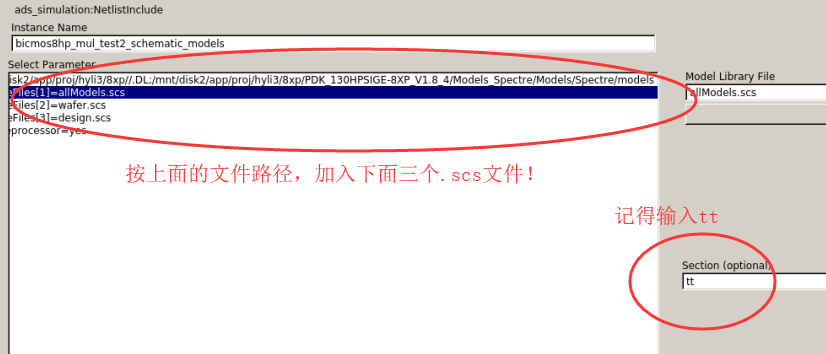 ads_simulation:NetlistInclude
Instance Name
bicmos8hp_mul_test2_schematic_models
Select Parameter
isk2/app/proj/hyli3/8xp//.DL;/mnt/disk2/app/proj/hyli3/8xp/PDK_130HPSIGE-8XP_V1.8_4/Models_Spectre/Models/Spectre/models
eFiles[1]=allModels.scs
eFiles[2]=wafer.scs
eFiles[3]=design.scs
eprocessor=yes
Model Library File
allModels.scs
按上面的文件路径，加入下面三个.scs文件！
记得输入tt
Section (optional)
tt